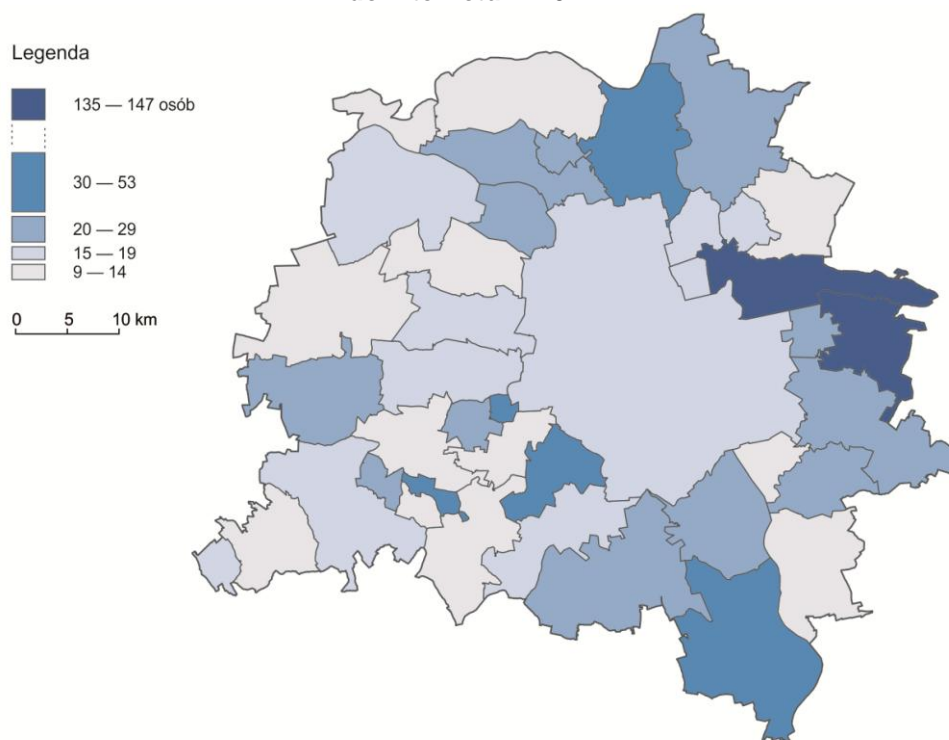 Legenda
135 — 147 osób
30 — 53
20 — 29
15 — 19
9 — 14
0 5 10 km